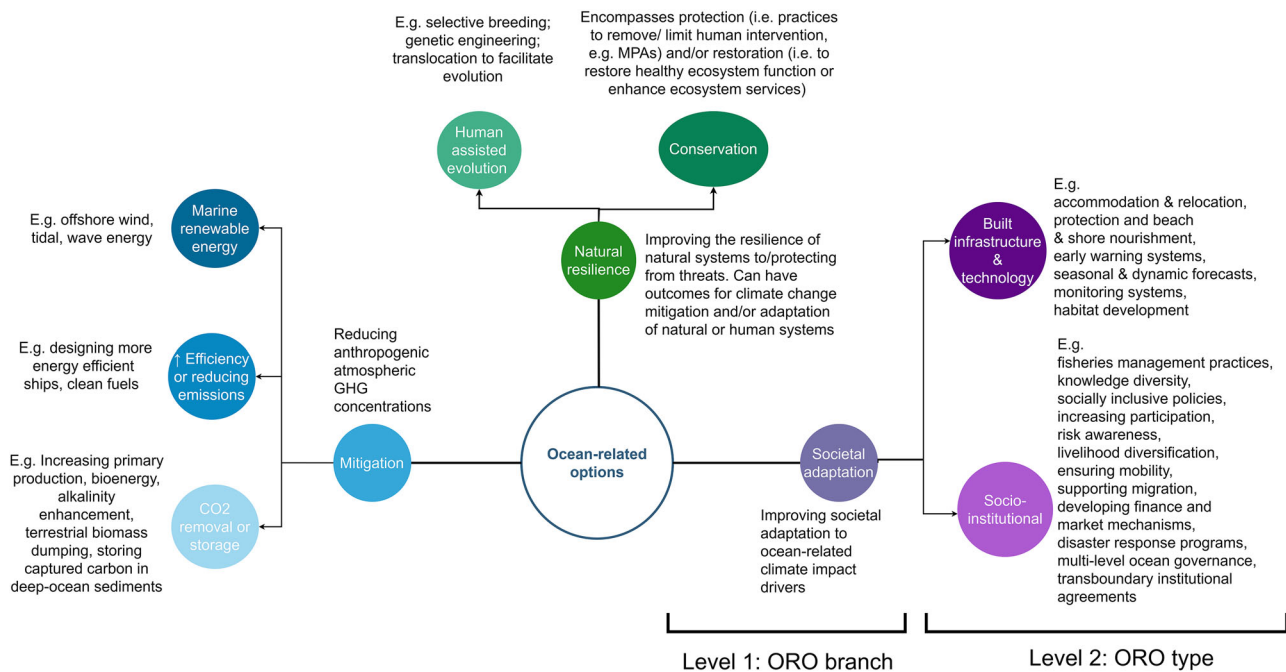 E.g. selective breeding;
genetic engineering;
translocation to facilitate
evolution
Encompasses protection (i.e. practices
to remove/ limit human intervention,
e.g. MPAs) and/or restoration (i.e. to
restore healthy ecosystem function or
enhance ecosystem services)
Human
assisted
evolution
Conservation
Natural
resilience
Improving the resilience of
natural systems to/protecting
from threats. Can have
outcomes for climate change
mitigation and/or adaptation
of natural or human systems
E.g. offshore wind,
tidal, wave energy
Marine
renewable
energy
E.g. designing more
energy efficient
ships, clean fuels
↑ Efficiency
or reducing
emissions
E.g. Increasing primary
production, bioenergy,
alkalinity
enhancement,
terrestrial biomass
dumping, storing
captured carbon in
deep-ocean sediments
CO2
removal or
storage
Reducing
anthropogenic
atmospheric
GHG
concentrations
Mitigation
Ocean-related
options
Societal
adaptation
Improving societal
adaptation to
ocean-related
climate impact
drivers
Built
infrastructure
&
technology
E.g.
accommodation & relocation,
protection and beach
& shore nourishment,
early warning systems,
seasonal & dynamic forecasts,
monitoring systems,
habitat development
Socio-
institutional
E.g.
fisheries management practices,
knowledge diversity,
socially inclusive policies,
increasing participation,
risk awareness,
livelihood diversification,
ensuring mobility,
supporting migration,
developing finance and
market mechanisms,
disaster response programs,
multi-level ocean governance,
transboundary institutional
agreements
Level 1: ORO branch
Level 2: ORO type